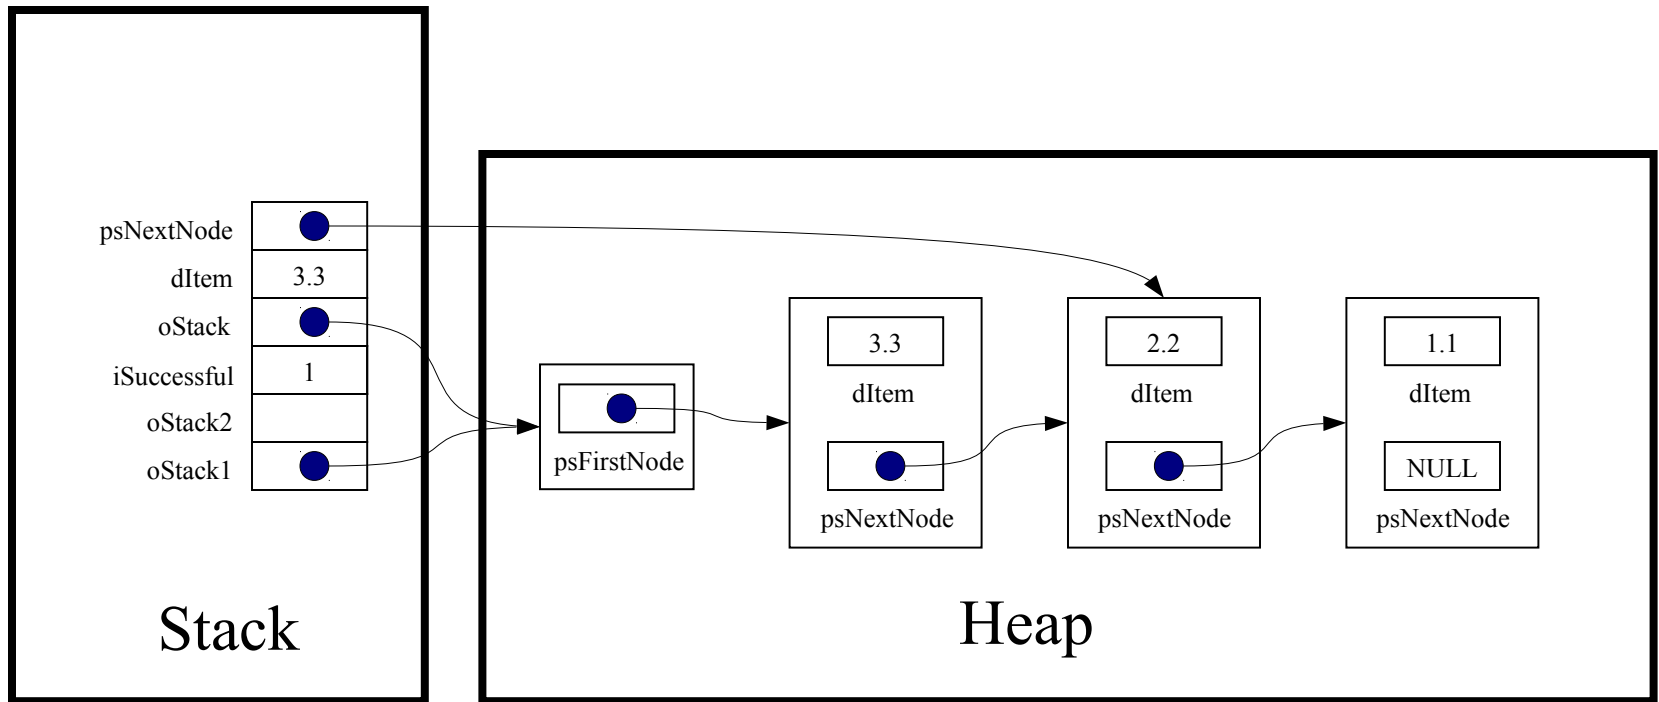 psNextNode
dItem 3.3
oStack
iSuccessful 1
oStack2
oStack1
Stack
psFirstNode
3.3
dItem
psNextNode
2.2
dItem
psNextNode
1.1
dItem
NULL
psNextNode
Heap